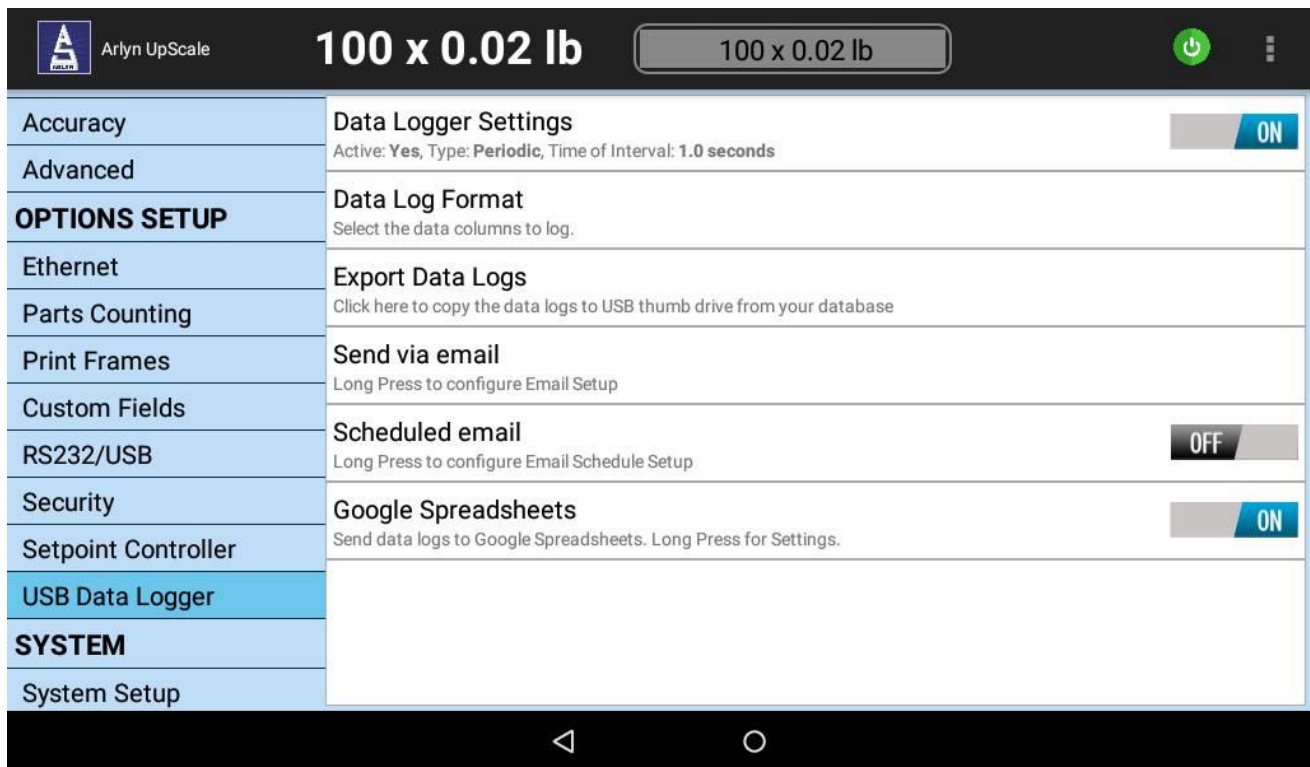 ARLYN
Arlyn UpScale
100 x 0.02 lb
100 x 0.02 lb
Accuracy
Advanced
OPTIONS SETUP
Ethernet
Parts Counting
Print Frames
Custom Fields
RS232/USB
Security
Setpoint Controller
USB Data Logger
SYSTEM
System Setup
Data Logger Settings
ON
Active: Yes, Type: Periodic, Time of Interval: 1.0 seconds
Data Log Format
Select the data columns to log.
Export Data Logs
Click here to copy the data logs to USB thumb drive from your database
Send via email
Long Press to configure Email Setup
Scheduled email
OFF
Long Press to configure Email Schedule Setup
Google Spreadsheets
ON
Send data logs to Google Spreadsheets. Long Press for Settings.